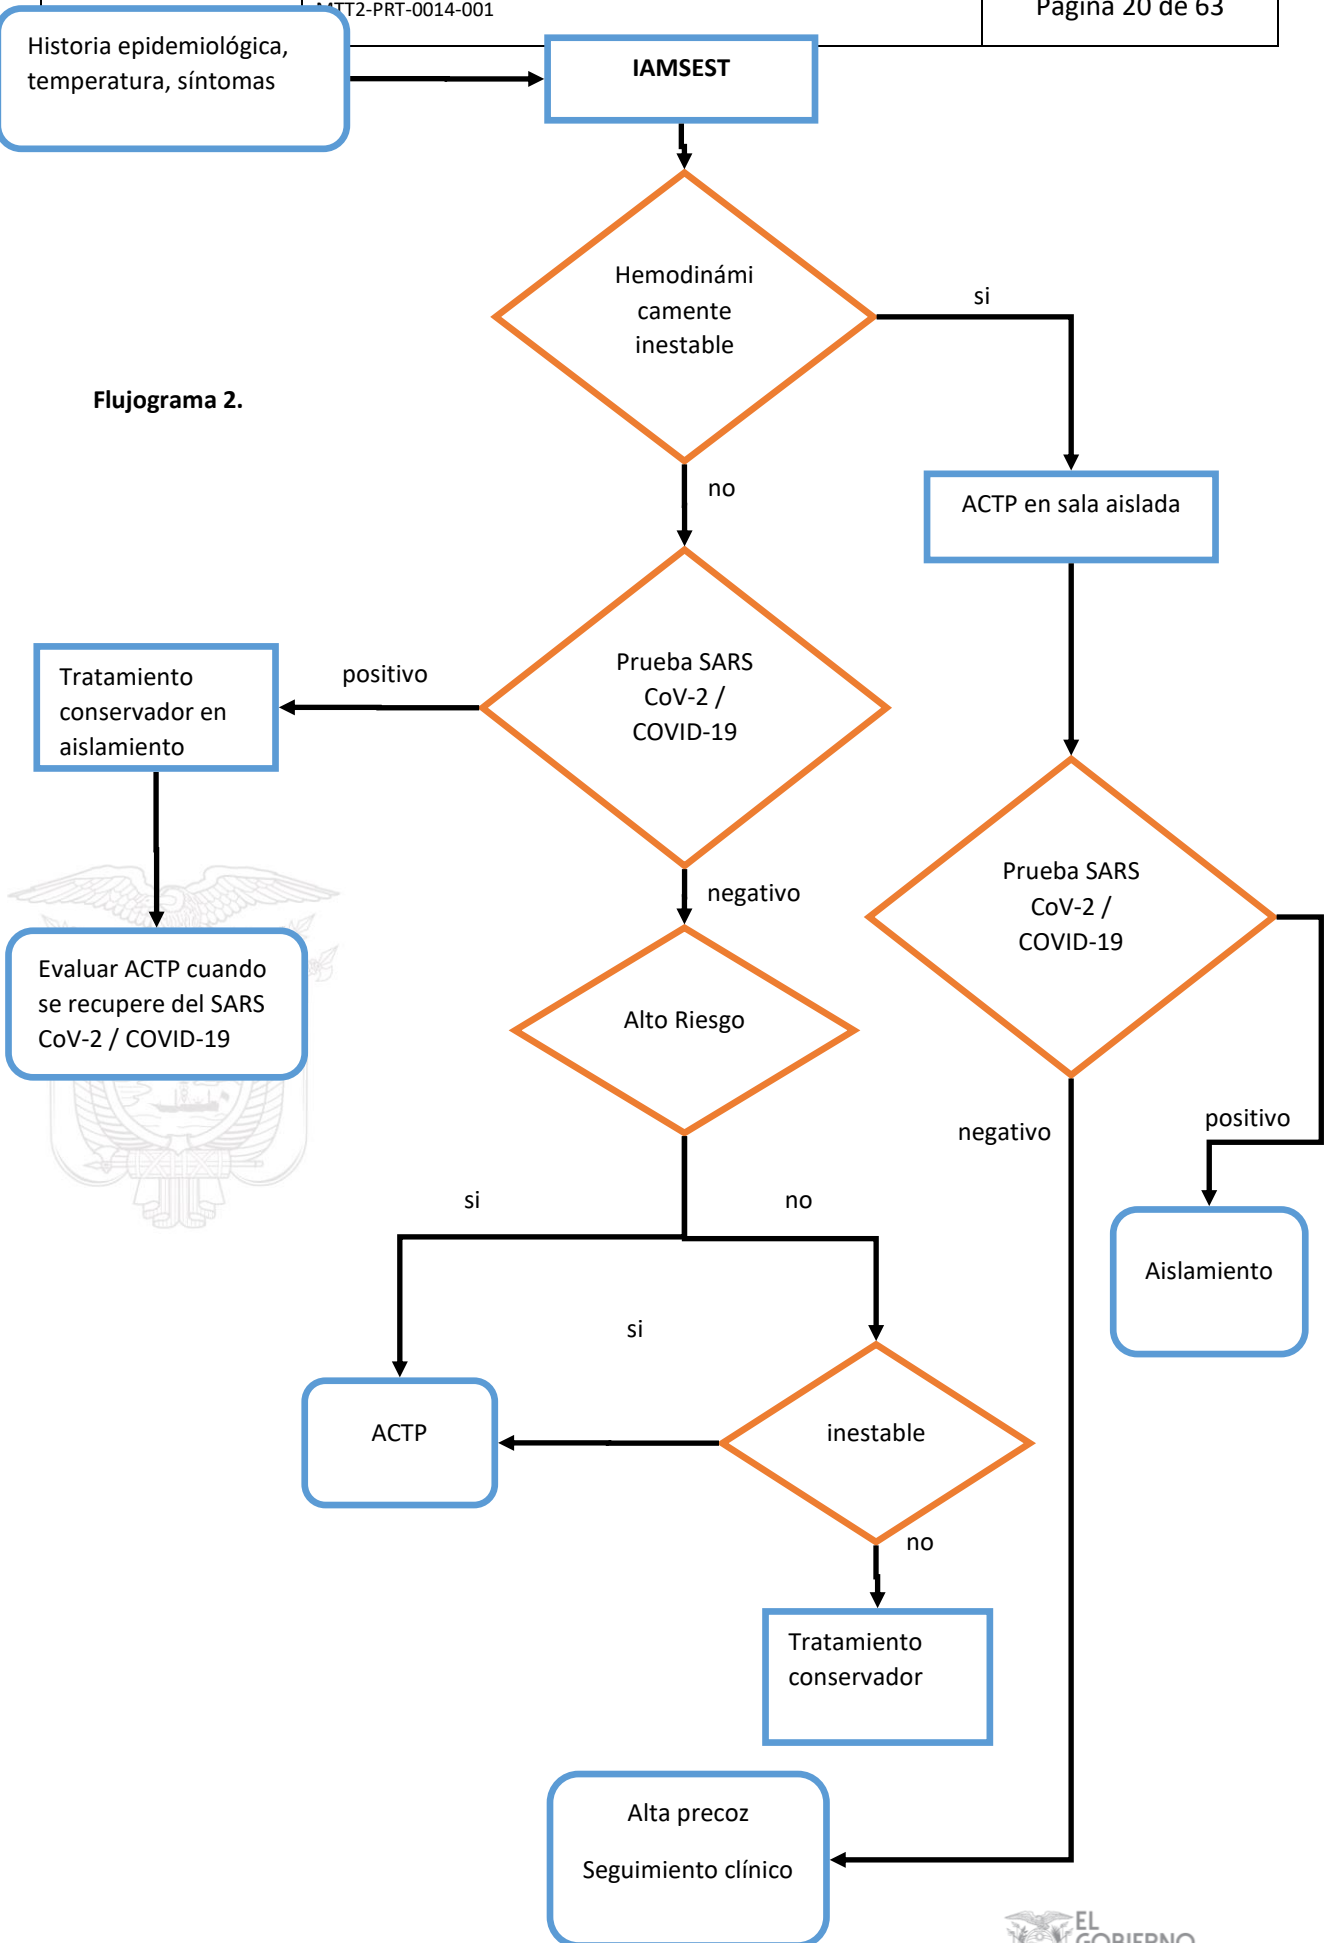 MTT2-PRT-0014-001
Página 20 de 63
Historia epidemiológica,
temperatura, síntomas
IAMSEST
Hemodinámi
camente
inestable
si
Flujograma 2.
no
ACTP en sala aislada
Prueba SARS
CoV-2 /
COVID-19
positivo
Tratamiento
conservador en
aislamiento
negativo
Prueba SARS
CoV-2 /
COVID-19
Evaluar ACTP cuando
se recupere del SARS
CoV-2 / COVID-19
Alto Riesgo
negativo
positivo
si
no
Aislamiento
si
ACTP
inestable
no
Tratamiento
conservador
Alta precoz
Seguimiento clínico
EL
GOBIERNO